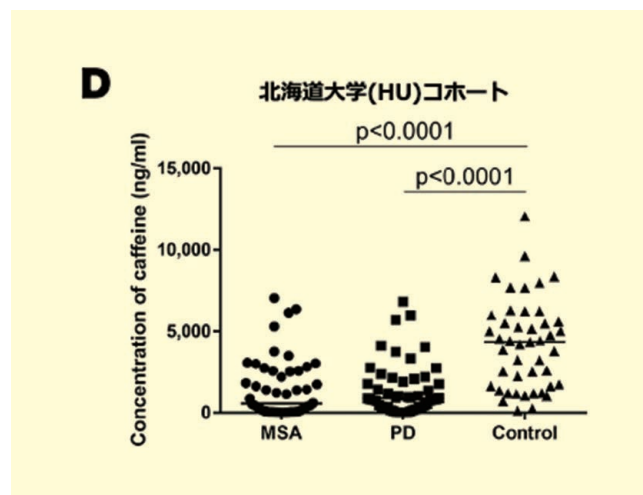 D
北海道大学(HU)コホート
p<0.0001
p<0.0001
Concentration of caffeine (ng/ml)
15,000
10,000
5,000
0
MSA
PD
Control